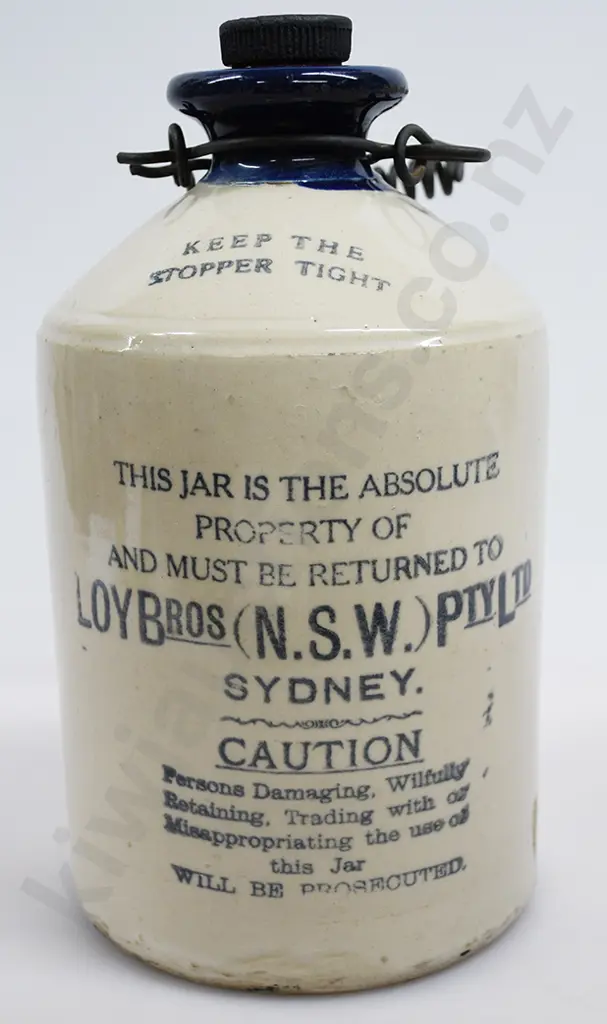 KEEP THE
STOPPER TIGHT
THIS JAR IS THE ABSOLUTE
PROPERTY OF
AND MUST BE RETURNED TO
LOY BROS (N.S.W.) PTY LTD
SYDNEY.
CAUTION
Persons Damaging, Wilfully
Retaining, Trading with or
Misappropriating the use of
this Jar
WILL BE PROSECUTED.